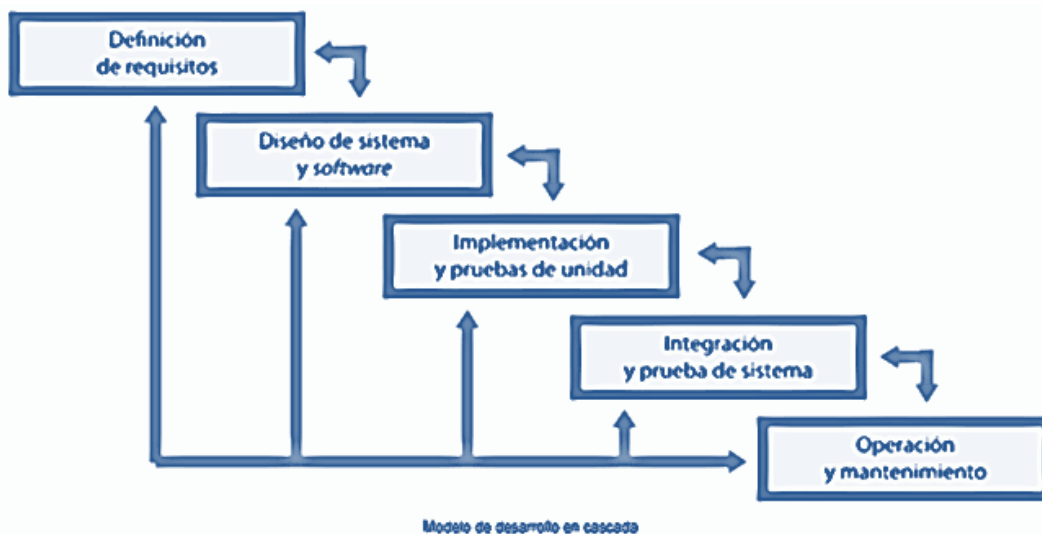 Definición
de requisitos
Diseño de sistema
y software
Implementación
y pruebas de unidad
Integración
y prueba de sistema
Operación
y mantenimiento
Modelo de desarrollo en cascada